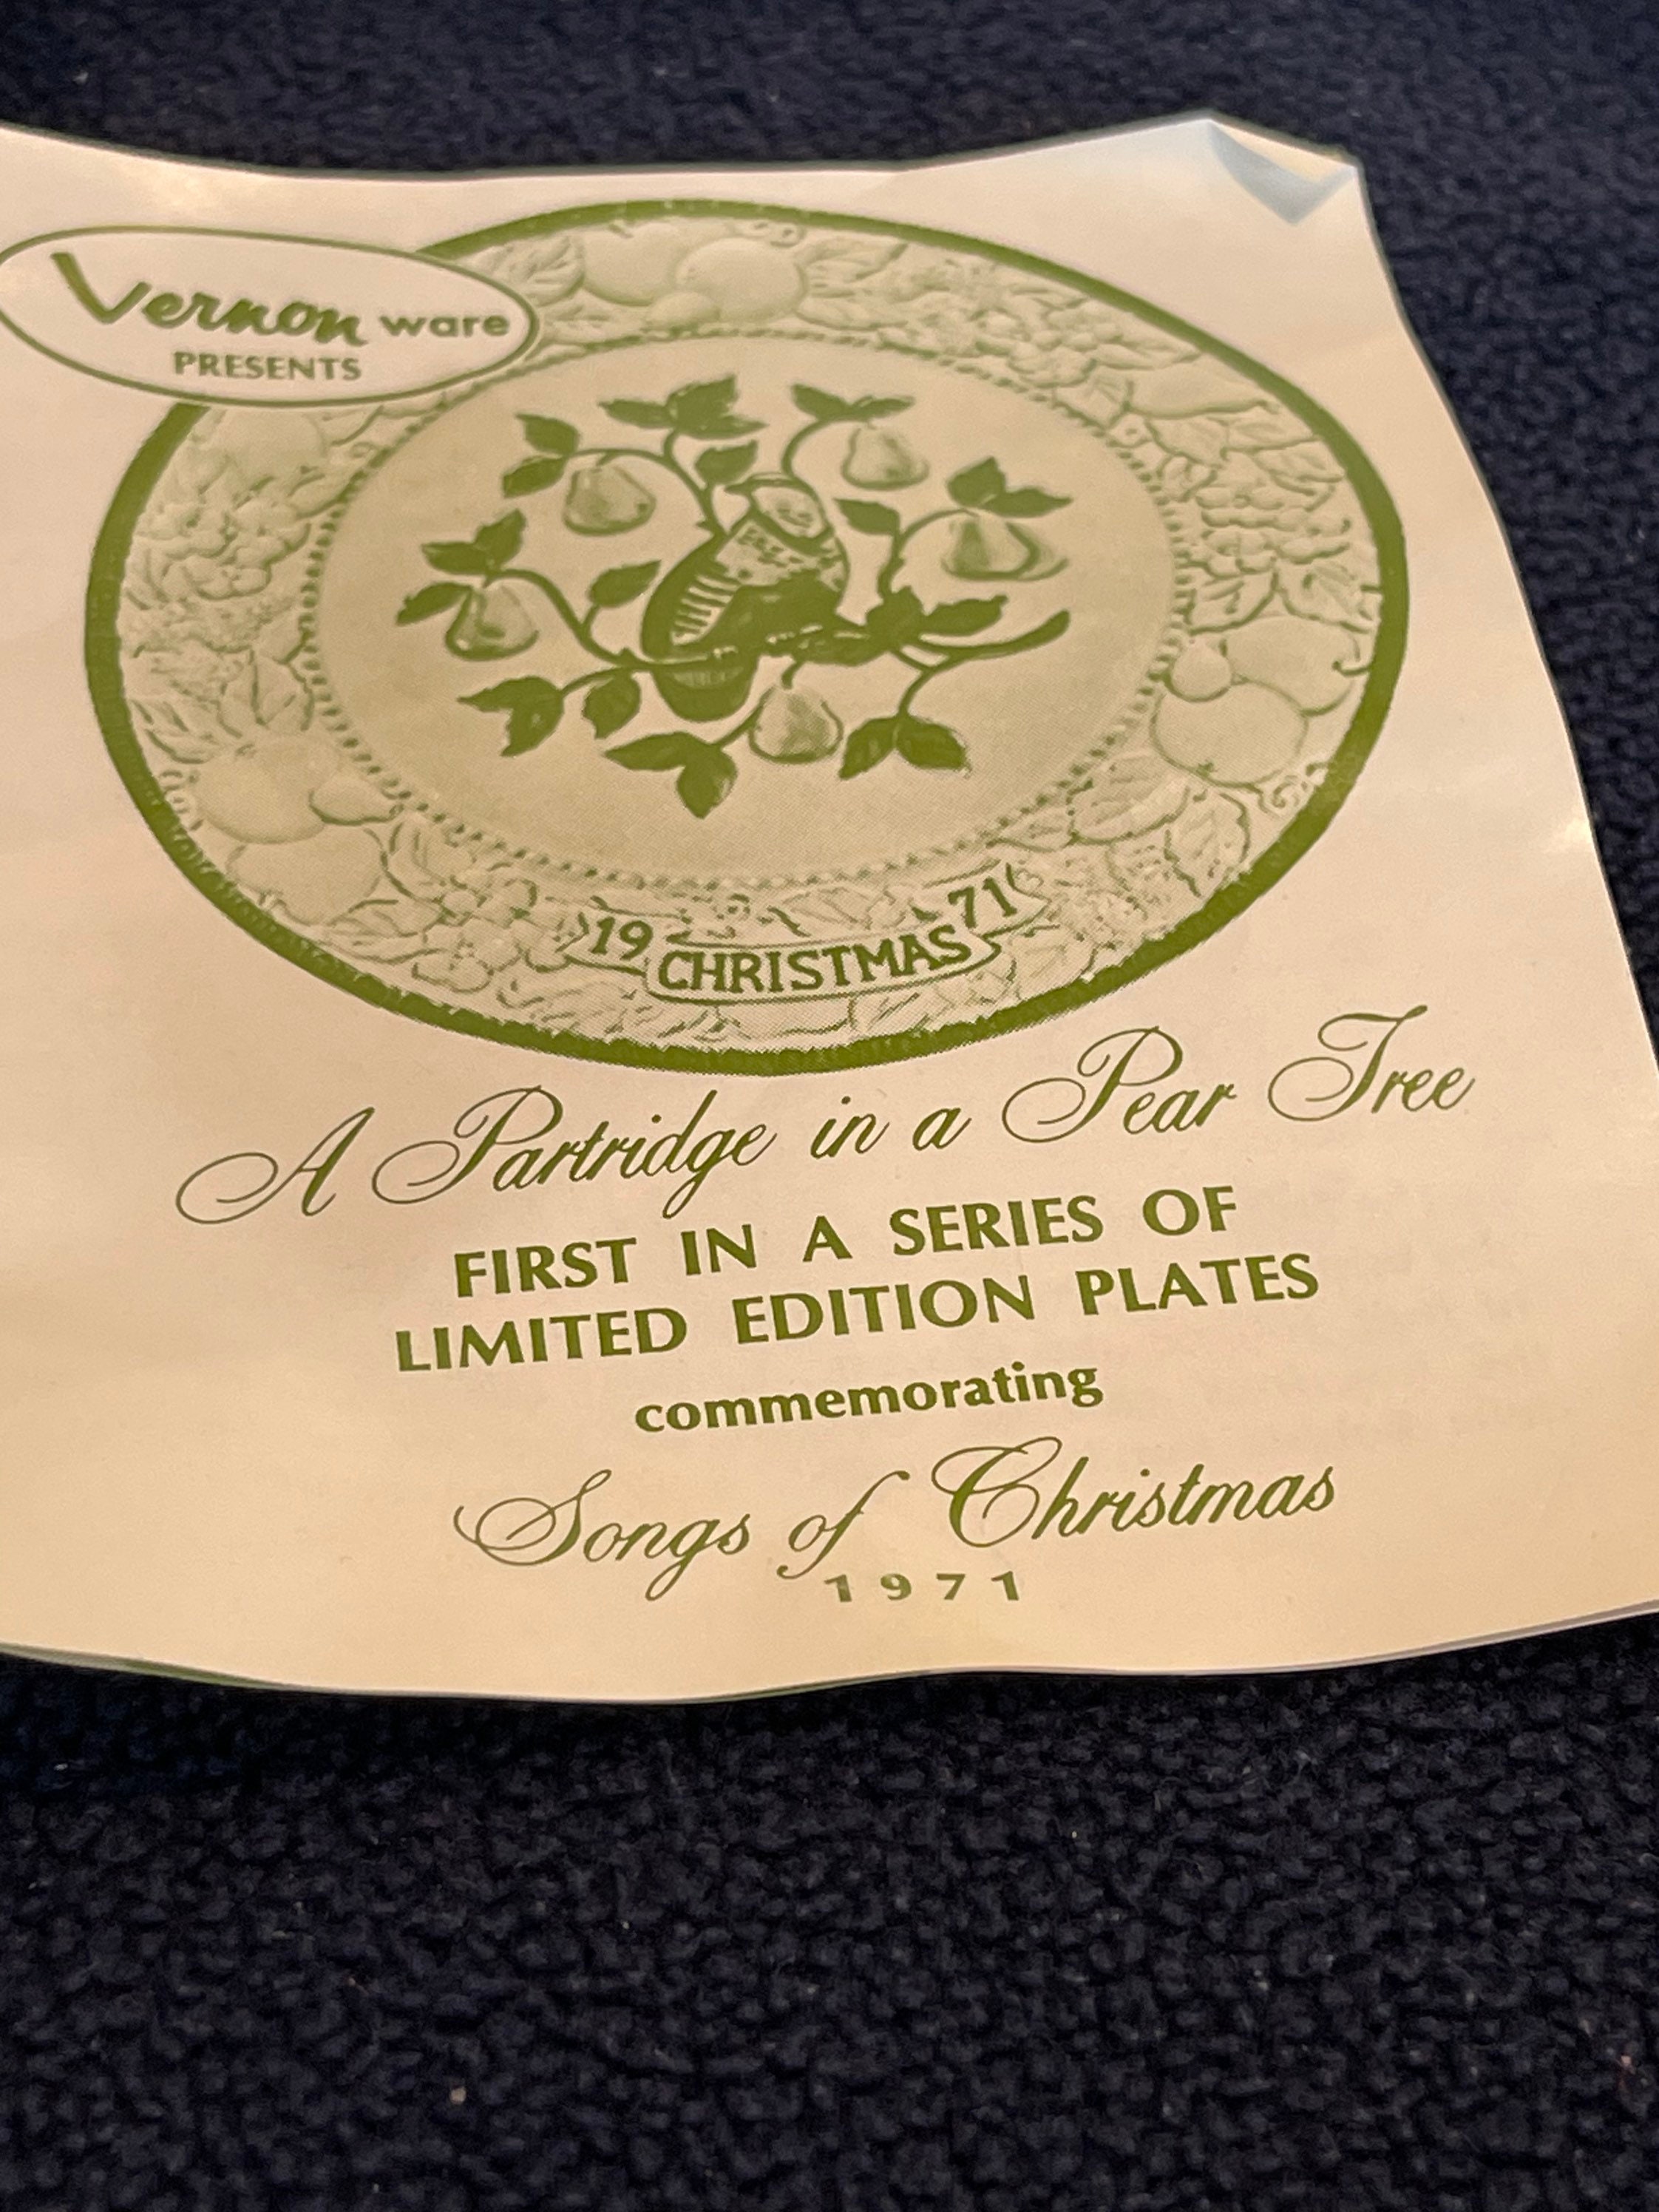 Vernon ware
PRESENTS
19 CHRISTMAS 71
A Partridge in a Pear Tree
FIRST IN A SERIES OF
LIMITED EDITION PLATES
commemorating
Songs of Christmas
1971